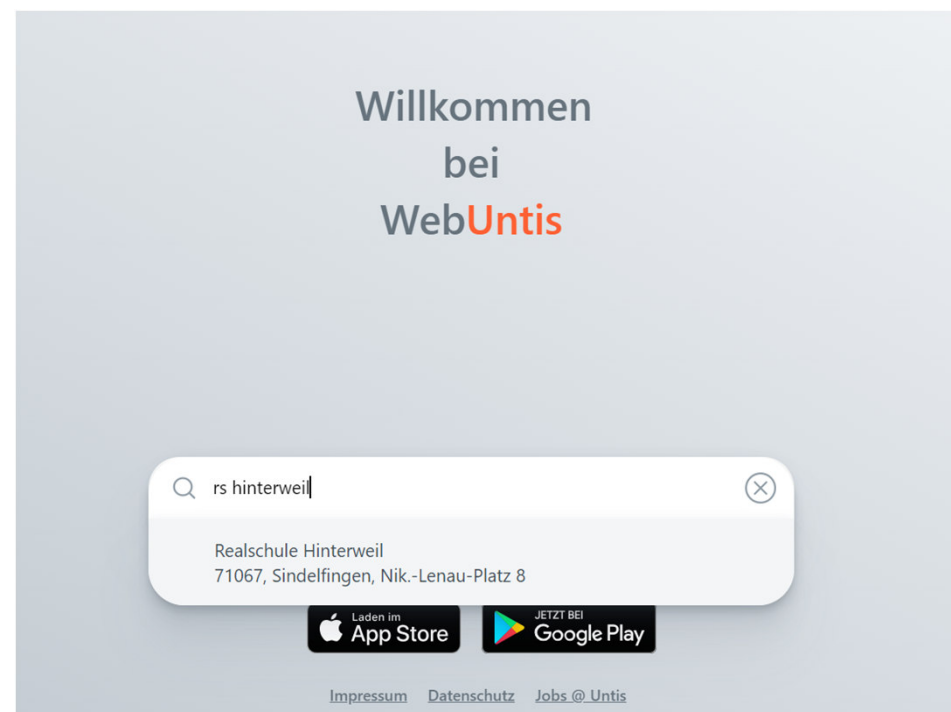 Willkommen
bei
WebUntis
rs hinterweil
Realschule Hinterweil
71067, Sindelfingen, Nik.-Lenau-Platz 8
Laden im
App Store
JETZT BEI
Google Play
Impressum Datenschutz Jobs @ Untis